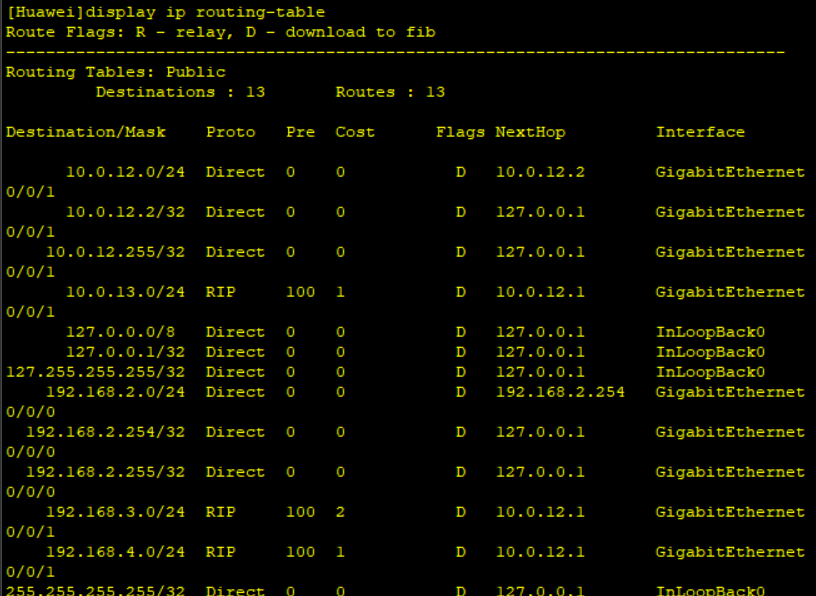 [Huawei]display ip routing-table
Route Flags: R - relay, D - download to fib
------------------------------------------------------------------------------
Routing Tables: Public
         Destinations : 13       Routes : 13

Destination/Mask    Proto   Pre  Cost      Flags NextHop         Interface

      10.0.12.0/24  Direct  0    0           D   10.0.12.2       GigabitEthernet
0/0/1
      10.0.12.2/32  Direct  0    0           D   127.0.0.1       GigabitEthernet
0/0/1
    10.0.12.255/32  Direct  0    0           D   127.0.0.1       GigabitEthernet
0/0/1
      10.0.13.0/24  RIP     100  1           D   10.0.12.1       GigabitEthernet
0/0/1
      127.0.0.0/8   Direct  0    0           D   127.0.0.1       InLoopBack0
      127.0.0.1/32  Direct  0    0           D   127.0.0.1       InLoopBack0
127.255.255.255/32  Direct  0    0           D   127.0.0.1       InLoopBack0
    192.168.2.0/24  Direct  0    0           D   192.168.2.254   GigabitEthernet
0/0/0
  192.168.2.254/32  Direct  0    0           D   127.0.0.1       GigabitEthernet
0/0/0
  192.168.2.255/32  Direct  0    0           D   127.0.0.1       GigabitEthernet
0/0/0
    192.168.3.0/24  RIP     100  2           D   10.0.12.1       GigabitEthernet
0/0/1
    192.168.4.0/24  RIP     100  1           D   10.0.12.1       GigabitEthernet
0/0/1
255.255.255.255/32  Direct  0    0           D   127.0.0.1       InLoopBack0